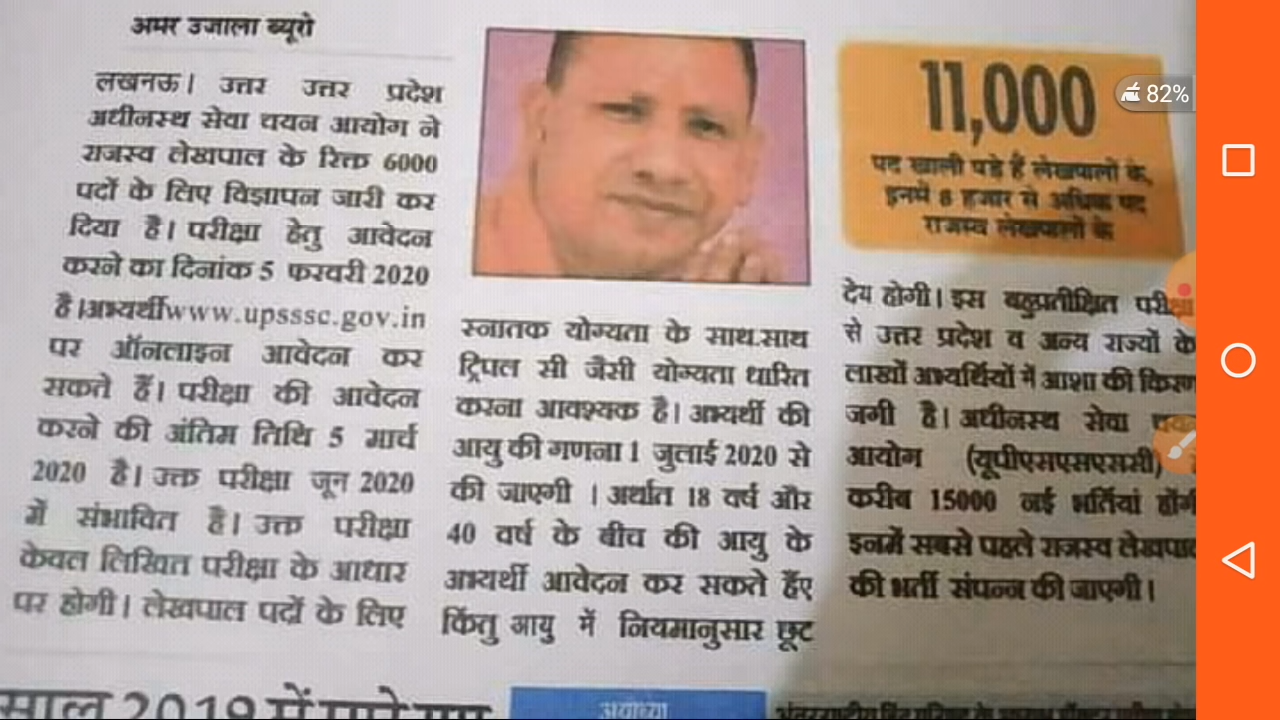 अमर उजाला ब्यूरो
लखनऊ। उत्तर उत्तर प्रदेश
अधीनस्थ सेवा चयन आयोग ने
राजस्व लेखपाल के रिक्त 6000
पदों के लिए विज्ञापन जारी कर
दिया है। परीक्षा हेतु आवेदन
करने का दिनांक 5 फरवरी 2020
है।अभ्यर्थीwww.upsssc.gov.in
पर ऑनलाइन आवेदन कर
सकते हैं। परीक्षा की आवेदन
करने की अंतिम तिथि 5 मार्च
2020 है। उक्त परीक्षा जून 2020
में संभावित है। उक्त परीक्षा
केवल लिखित परीक्षा के आधार
पर होगी। लेखपाल पदों के लिए
स्नातक योग्यता के साथ.साथ
ट्रिपल सी जैसी योग्यता धारित
करना आवश्यक है। अभ्यर्थी की
आयु की गणना 1 जुलाई 2020 से
की जाएगी । अर्थात 18 वर्ष और
40 वर्ष के बीच की आयु के
अभ्यर्थी आवेदन कर सकते हैंए
किंतु आयु में नियमानुसार छूट
11,000
पद खाली पड़े हैं लेखपालों के,
इनमें हजार से अधिक पद
राजस्व लेखपालों के
देय होगी। इस बहुप्रतीक्षित परीक्षा
से उत्तर प्रदेश व अन्य राज्यों के
लाखों अभ्यर्थियों में आशा की किरण
जगी है। अधीनस्थ सेवा
आयोग (यूपीएसएसएससी)
करीब 15000 नई भर्तियां
इनमें सबसे पहले राजस्व
की भर्ती संपन्न की जाएगी।
82%
साल 2019 में
अयोध्या